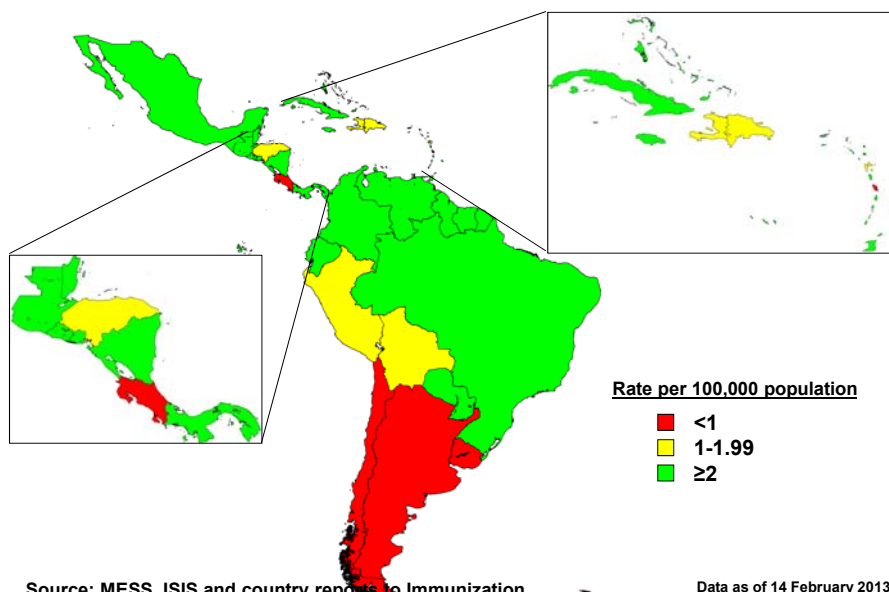 Rate per 100,000 population
<1
1-1.99
≥2
Source: MESS, ISIS and country reports to Immunization
Data as of 14 February 2013